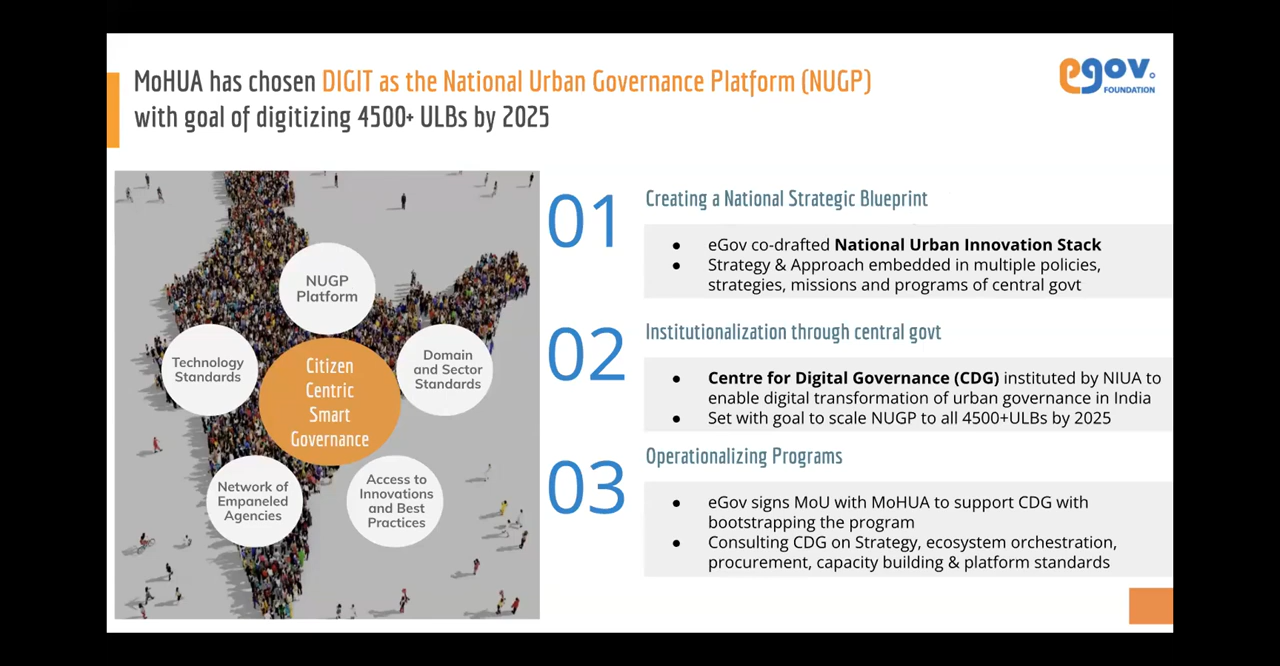 MoHUA has chosen DIGIT as the National Urban Governance Platform (NUGP)
with goal of digitizing 4500+ ULBs by 2025
egov.
FOUNDATION
NUGP
Platform
Technology
Standards
Domain
and Sector
Standards
Citizen
Centric
Smart
Governance
Network of
Empaneled
Agencies
Access to
Innovations
and Best
Practices
01
Creating a National Strategic Blueprint
● eGov co-drafted National Urban Innovation Stack
● Strategy & Approach embedded in multiple policies,
strategies, missions and programs of central govt
02
Institutionalization through central govt
● Centre for Digital Governance (CDG) instituted by NIUA to
enable digital transformation of urban governance in India
● Set with goal to scale NUGP to all 4500+ULBs by 2025
03
Operationalizing Programs
● eGov signs MoU with MoHUA to support CDG with
bootstrapping the program
● Consulting CDG on Strategy, ecosystem orchestration,
procurement, capacity building & platform standards